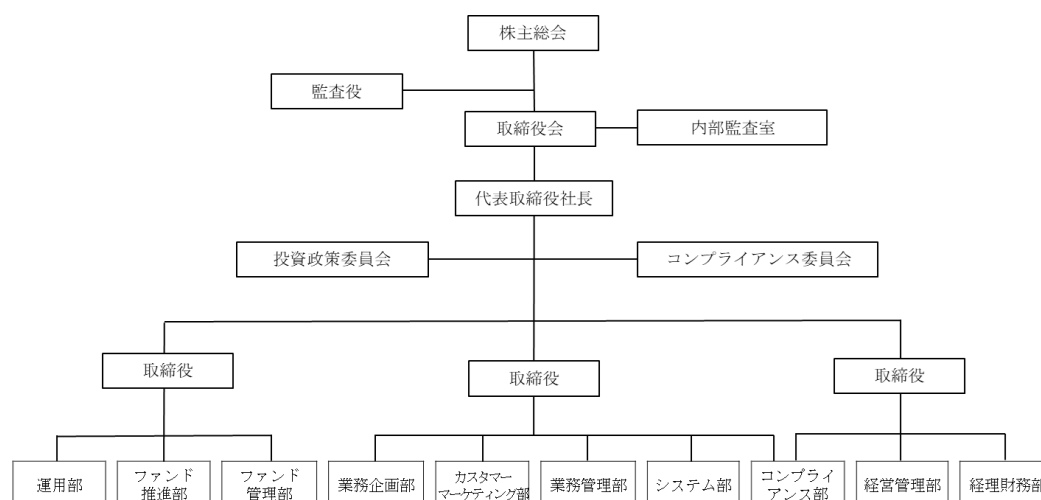 株主総会
監査役
取締役会
内部監査室
代表取締役社長
投資政策委員会
コンプライアンス委員会
取締役
取締役
取締役
運用部
ファンド
推進部
ファンド
管理部
業務企画部
カスタマー
マーケティング部
業務管理部
システム部
コンプライ
アンス部
経営管理部
経理財務部